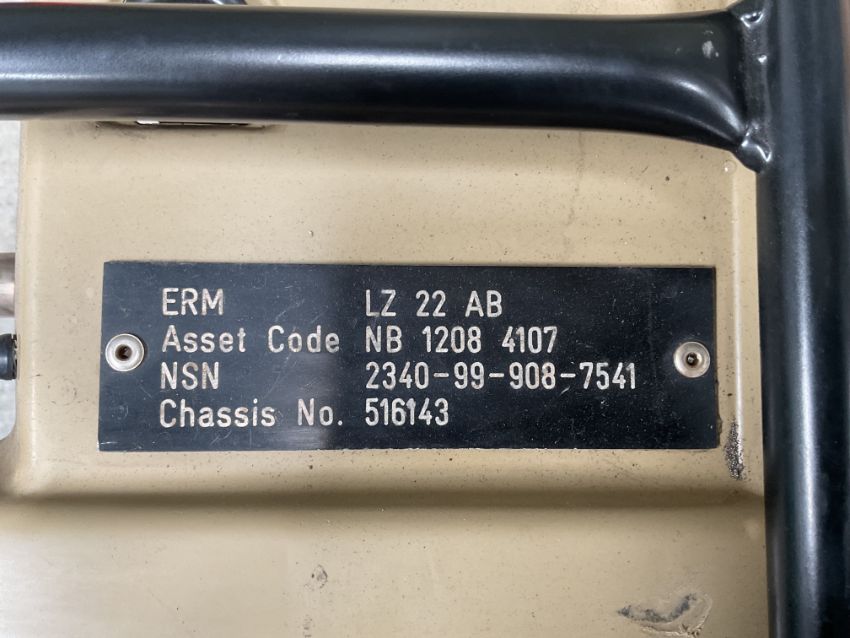 ERM LZ 22 AB
Asset Code NB 1208 4107
NSN 2340-99-908-7541
Chassis No. 516143